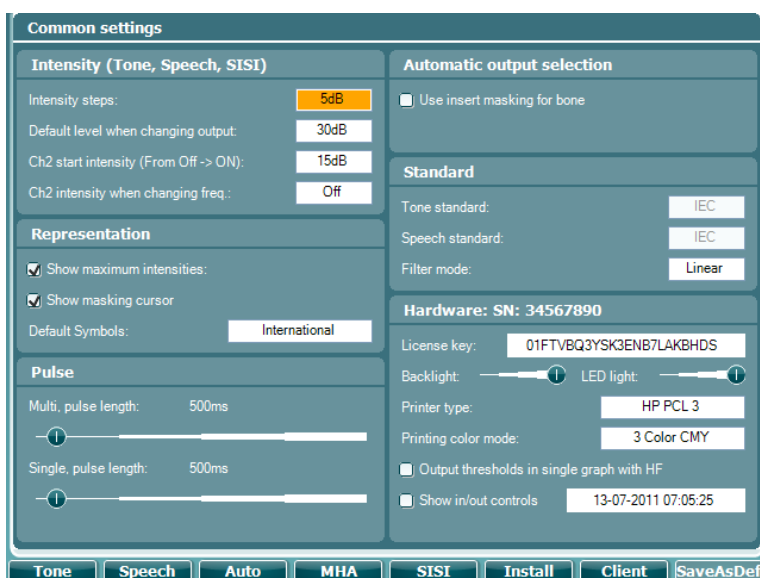 Common settings
Intensity (Tone, Speech, SISI)
Intensity steps: 5dB
Default level when changing output: 30dB
Ch2 start intensity (From Off -> ON): 15dB
Ch2 intensity when changing freq.: Off
Representation
Show maximum intensities:
Show masking cursor
Default Symbols: International
Pulse
Multi, pulse length: 500ms
Single, pulse length: 500ms
Automatic output selection
Use insert masking for bone
Standard
Tone standard: IEC
Speech standard: IEC
Filter mode: Linear
Hardware: SN: 34567890
License key: 01FTVBQ3YSK3ENB7LAKBHDS
Backlight: LED light:
Printer type: HP PCL 3
Printing color mode: 3 Color CMY
Output thresholds in single graph with HF
Show in/out controls 13-07-2011 07:05:25
Tone Speech Auto MHA SISI Install Client SaveAsDef